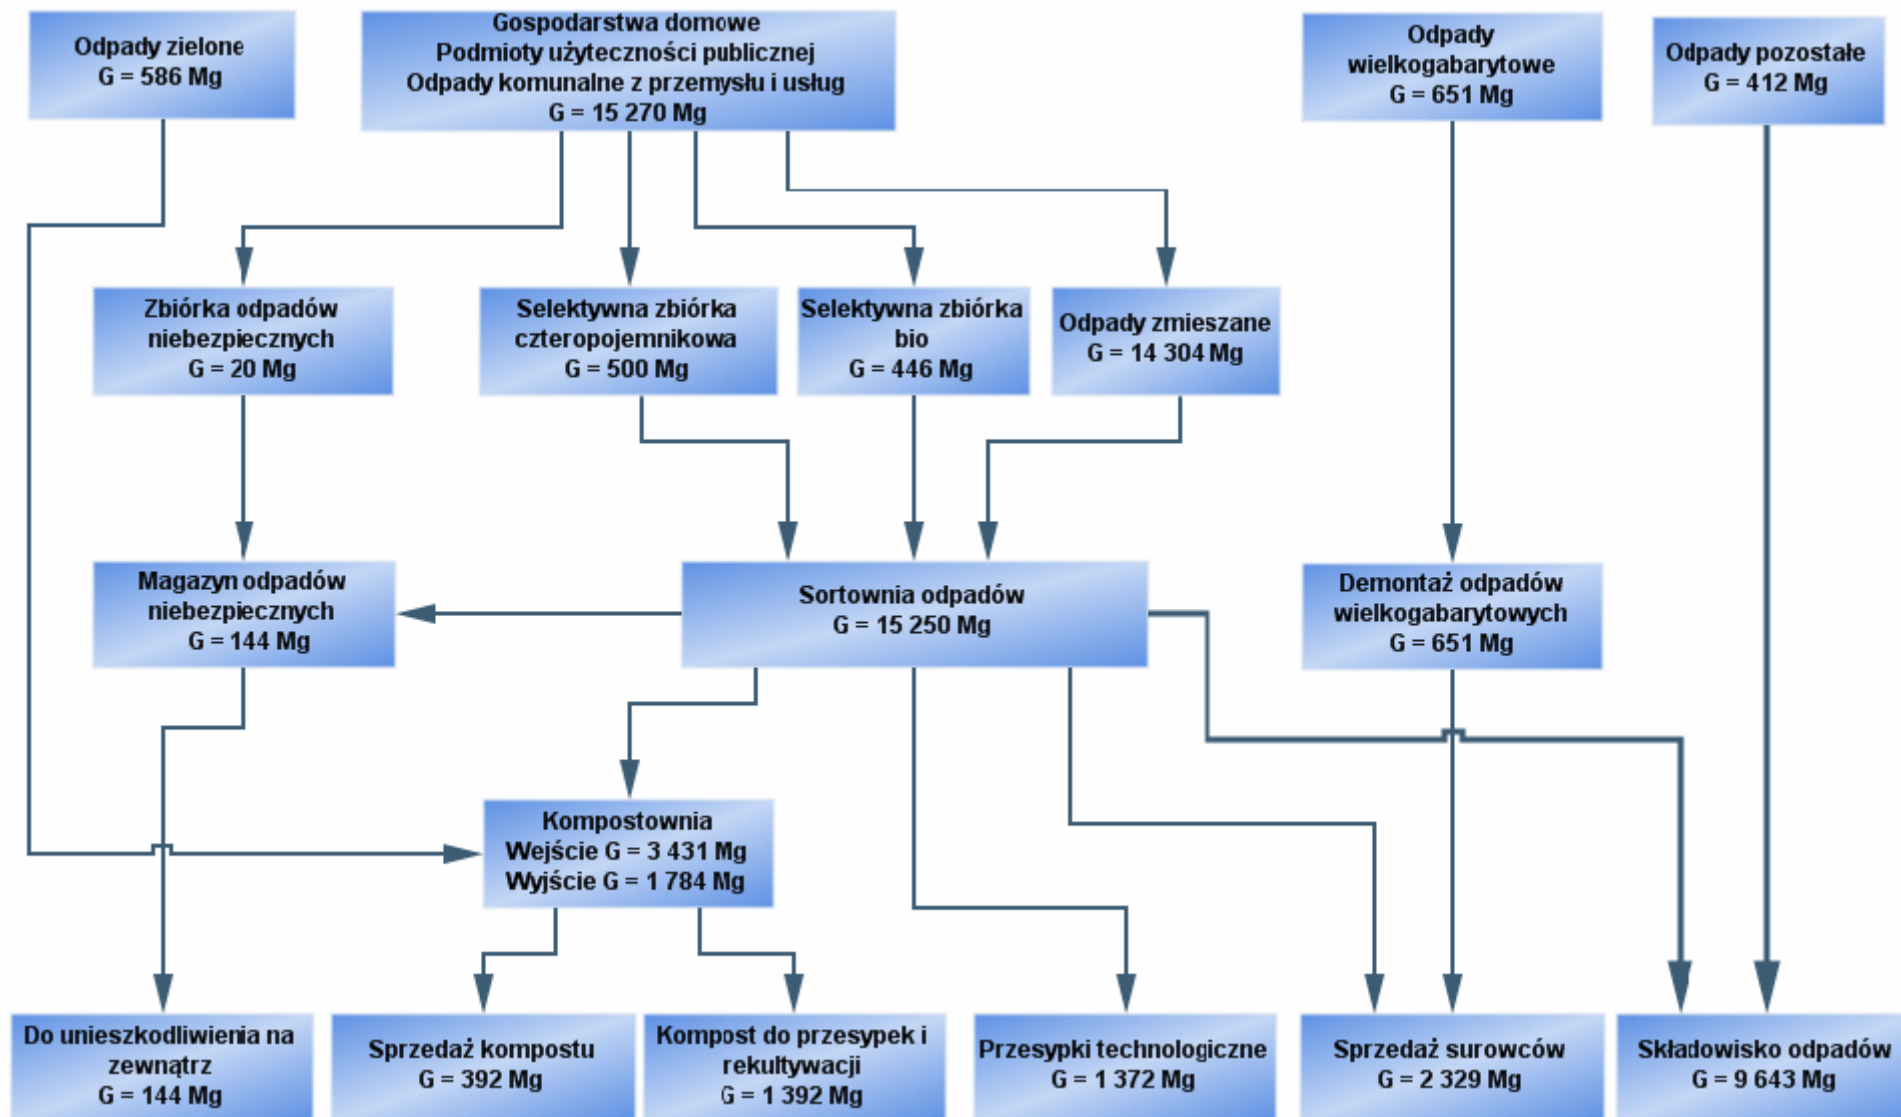 Odpady zielone
G = 586 Mg
Gospodarstwa domowe
Podmioty użyteczności publicznej
Odpady komunalne z przemysłu i usług
G = 15 270 Mg
Odpady
wielkogabarytowe
G = 651 Mg
Odpady pozostałe
G = 412 Mg
Zbiórka odpadów
niebezpiecznych
G = 20 Mg
Selektywna zbiórka
czteropojemnikowa
G = 500 Mg
Selektywna zbiórka
bio
G = 446 Mg
Odpady zmieszane
G = 14 304 Mg
Magazyn odpadów
niebezpiecznych
G = 144 Mg
Sortownia odpadów
G = 15 250 Mg
Demontaż odpadów
wielkogabarytowych
G = 651 Mg
Kompostownia
Wejście G = 3 431 Mg
Wyjście G = 1 784 Mg
Do unieszkodliwienia na
zewnątrz
G = 144 Mg
Sprzedaż kompostu
G = 392 Mg
Kompost do przesypek i
rekultywacji
G = 1 392 Mg
Przesypki technologiczne
G = 1 372 Mg
Sprzedaż surowców
G = 2 329 Mg
Składowisko odpadów
G = 9 643 Mg